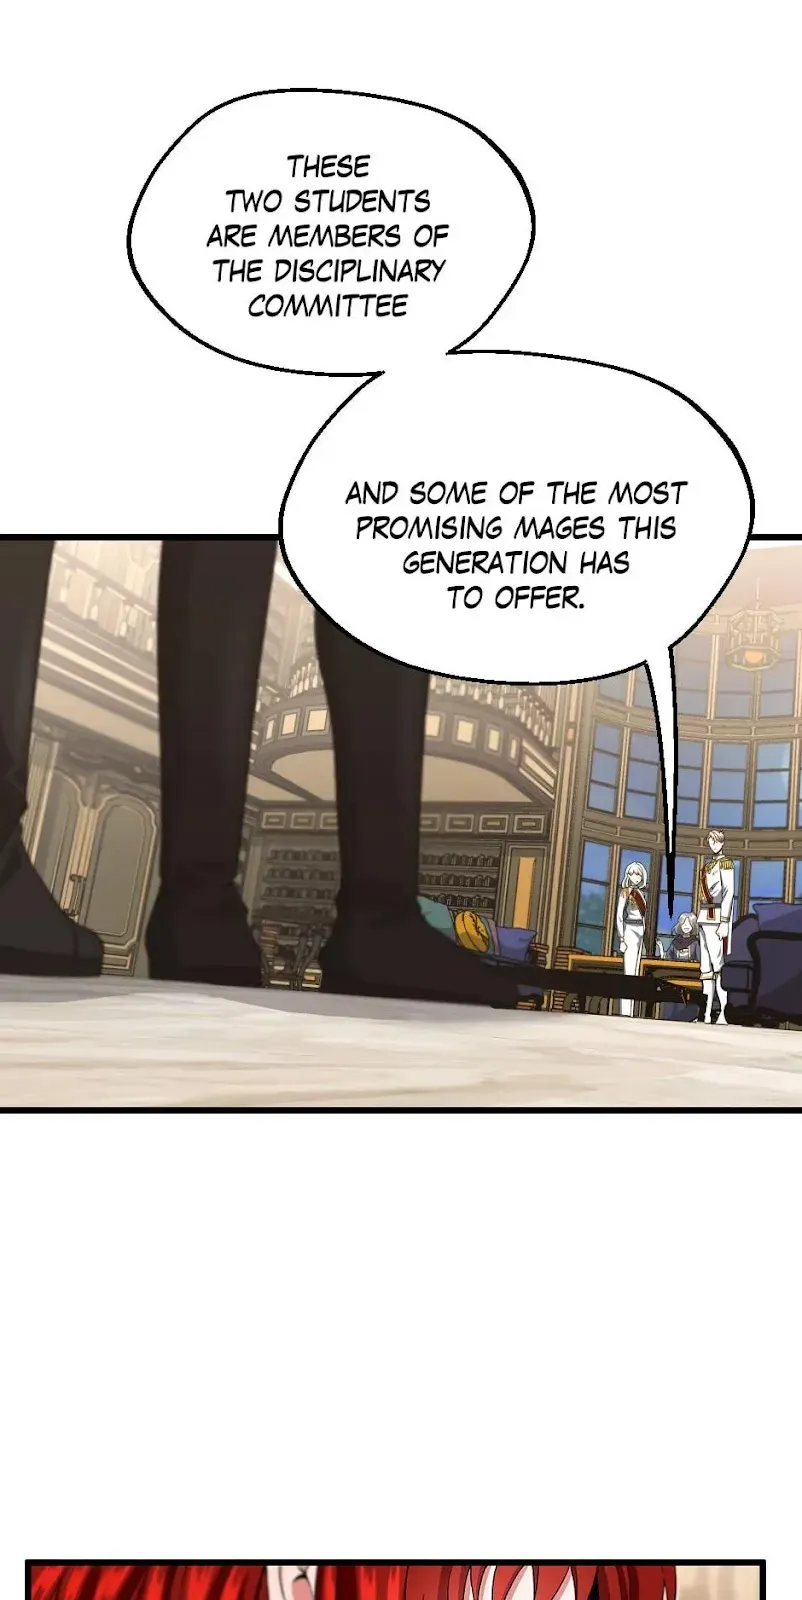 THESE
TWO STUDENTS
ARE MEMBERS OF
THE DISCIPLINARY
COMMITTEE
AND SOME OF THE MOST
PROMISING MAGES THIS
GENERATION HAS
TO OFFER.